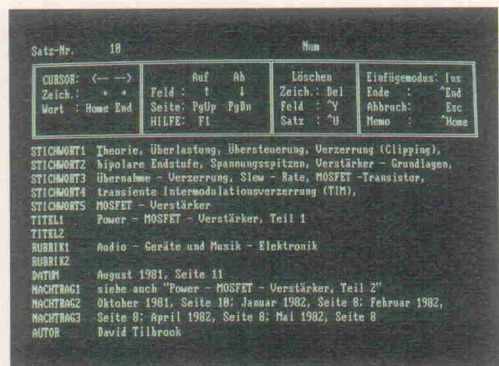 Satz-Nr. 10 Num
CURSOR: <-- --> Auf Ab Löschen Einfügemodus: Ins
Zeich.: ← → Feld : ↑ ↓ Zeich.: Del Ende : ^End
Wort : Home End Seite: PgUp PgDn Feld : ^Y Abbruch: Esc
HILFE: F1 Satz : ^U Memo : ^Home
STICHWORT1 Theorie, Überlastung, Übersteuerung, Verzerrung (Clipping),
STICHWORT2 bipolare Endstufe, Spannungsspitzen, Verstärker - Grundlagen,
STICHWORT3 Übernahme - Verzerrung, Slew - Rate, MOSFET -Transistor,
STICHWORT4 transiente Intermodulationsverzerrung (TIM),
STICHWORT5 MOSFET - Verstärker
TITEL1 Power - MOSFET - Verstärker, Teil 1
TITEL2
RUBRIK1 Audio - Geräte und Musik - Elektronik
RUBRIK2
DATUM August 1981, Seite 11
NACHTRAG1 siehe auch "Power - MOSFET - Verstärker, Teil 2"
NACHTRAG2 Oktober 1981, Seite 10; Januar 1982, Seite 8; Februar 1982,
NACHTRAG3 Seite 8; April 1982, Seite 8; Mai 1982, Seite 8
AUTOR David Tilbrook